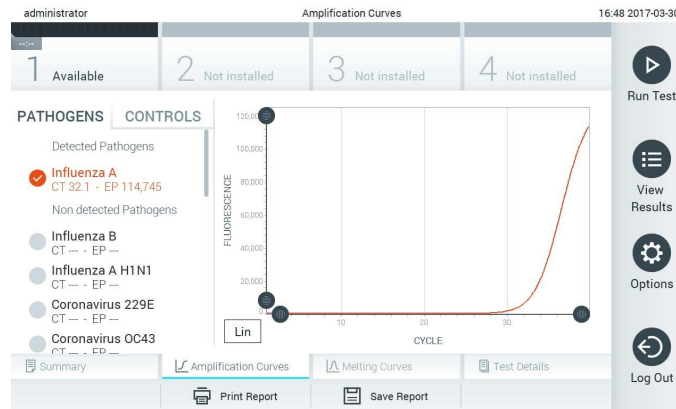 administrator
Amplification Curves
16:48 2017-03-30
--:--
1 Available
2 Not installed
3 Not installed
4 Not installed
Run Test
PATHOGENS CONTROLS
Detected Pathogens
Influenza A
CT 32.1 - EP 114,745
Non detected Pathogens
Influenza B
CT --- - EP ---
Influenza A H1N1
CT --- - EP ---
Coronavirus 229E
CT --- - EP ---
Coronavirus OC43
CT --- - EP ---
FLUORESCENCE
100,000
80,000
60,000
40,000
20,000
0
10 20 30
CYCLE
Lin
View
Results
Options
Log Out
Summary
Amplification Curves
Melting Curves
Test Details
Print Report
Save Report